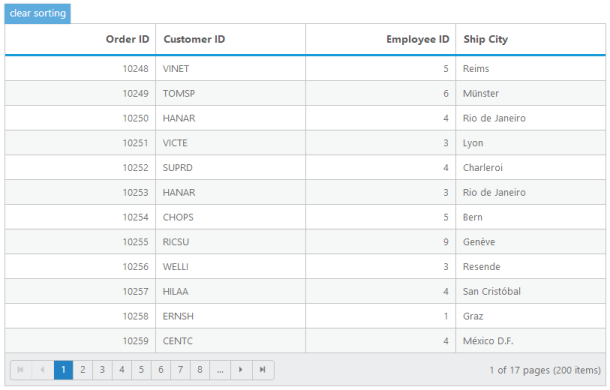 clear sorting
Order ID Customer ID Employee ID Ship City
10248 VINET 5 Reims
10249 TOMSP 6 Münster
10250 HANAR 4 Rio de Janeiro
10251 VICTE 3 Lyon
10252 SUPRD 4 Charleroi
10253 HANAR 3 Rio de Janeiro
10254 CHOPS 5 Bern
10255 RICSU 9 Genève
10256 WELLI 3 Resende
10257 HILAA 4 San Cristóbal
10258 ERNSH 1 Graz
10259 CENTC 4 México D.F.
1 2 3 4 5 6 7 8 ... 1 of 17 pages (200 items)